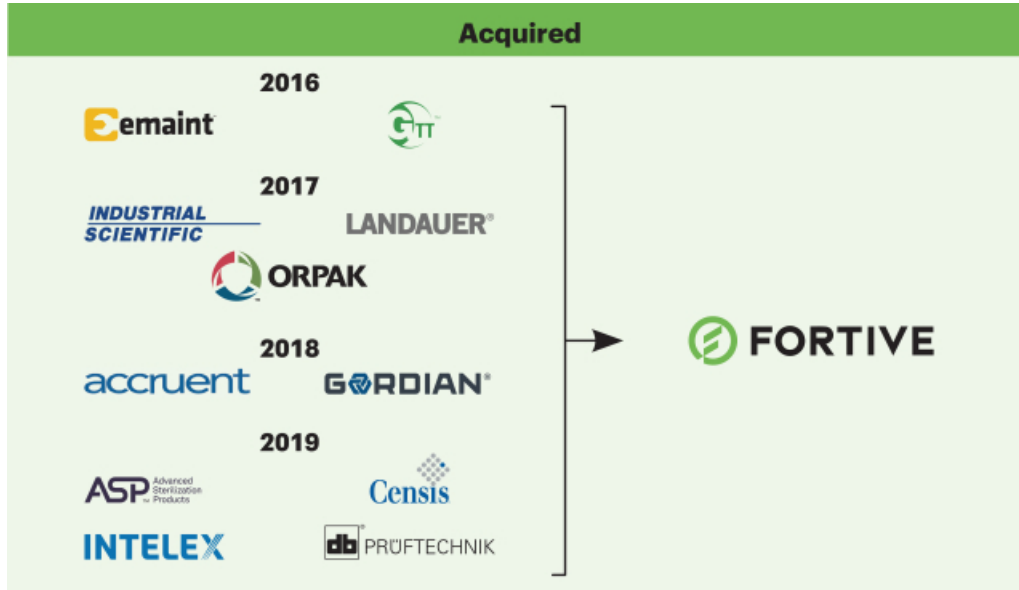 Acquired
2016
emaint
GTT
2017
INDUSTRIAL
SCIENTIFIC
LANDAUER®
ORPAK
2018
accruent
GORDIAN®
2019
ASP™ Advanced
Sterilization
Products
Censis
INTELEX
db® PRÜFTECHNIK
FORTIVE